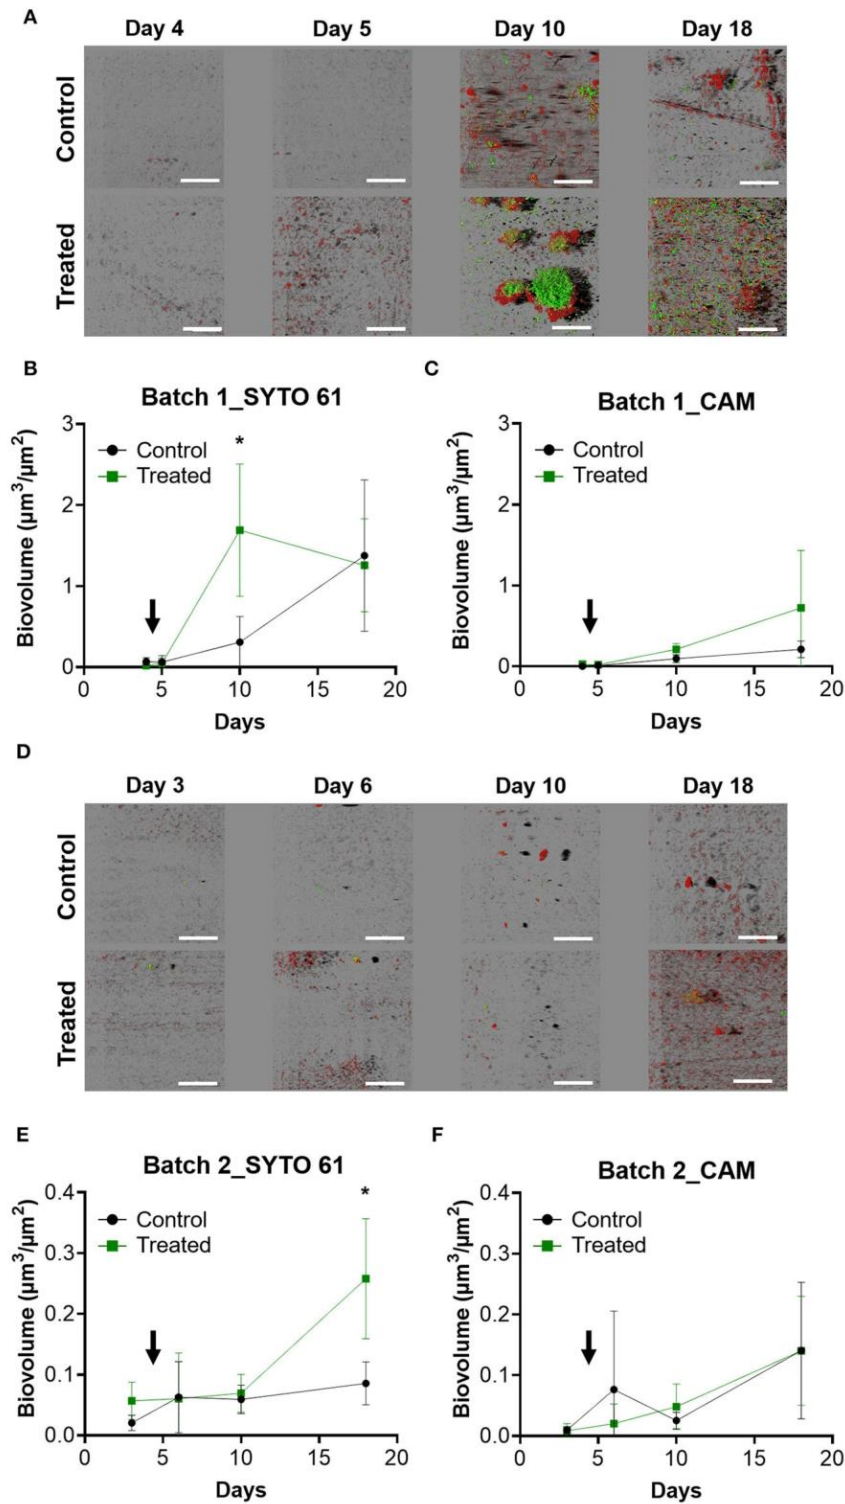 A
Day 4 Day 5 Day 10 Day 18
Control
Treated
B
C
Batch 1_SYTO 61
Batch 1_CAM
Biovolume (µm³/µm²)
3
2
1
0
Control
Treated
*
0 5 10 15 20
Days
Biovolume (µm³/µm²)
3
2
1
0
Control
Treated
0 5 10 15 20
Days
D
Day 3 Day 6 Day 10 Day 18
Control
Treated
E
F
Batch 2_SYTO 61
Batch 2_CAM
Biovolume (µm³/µm²)
0.4
0.3
0.2
0.1
0.0
Control
Treated
*
0 5 10 15 20
Days
Biovolume (µm³/µm²)
0.4
0.3
0.2
0.1
0.0
Control
Treated
0 5 10 15 20
Days